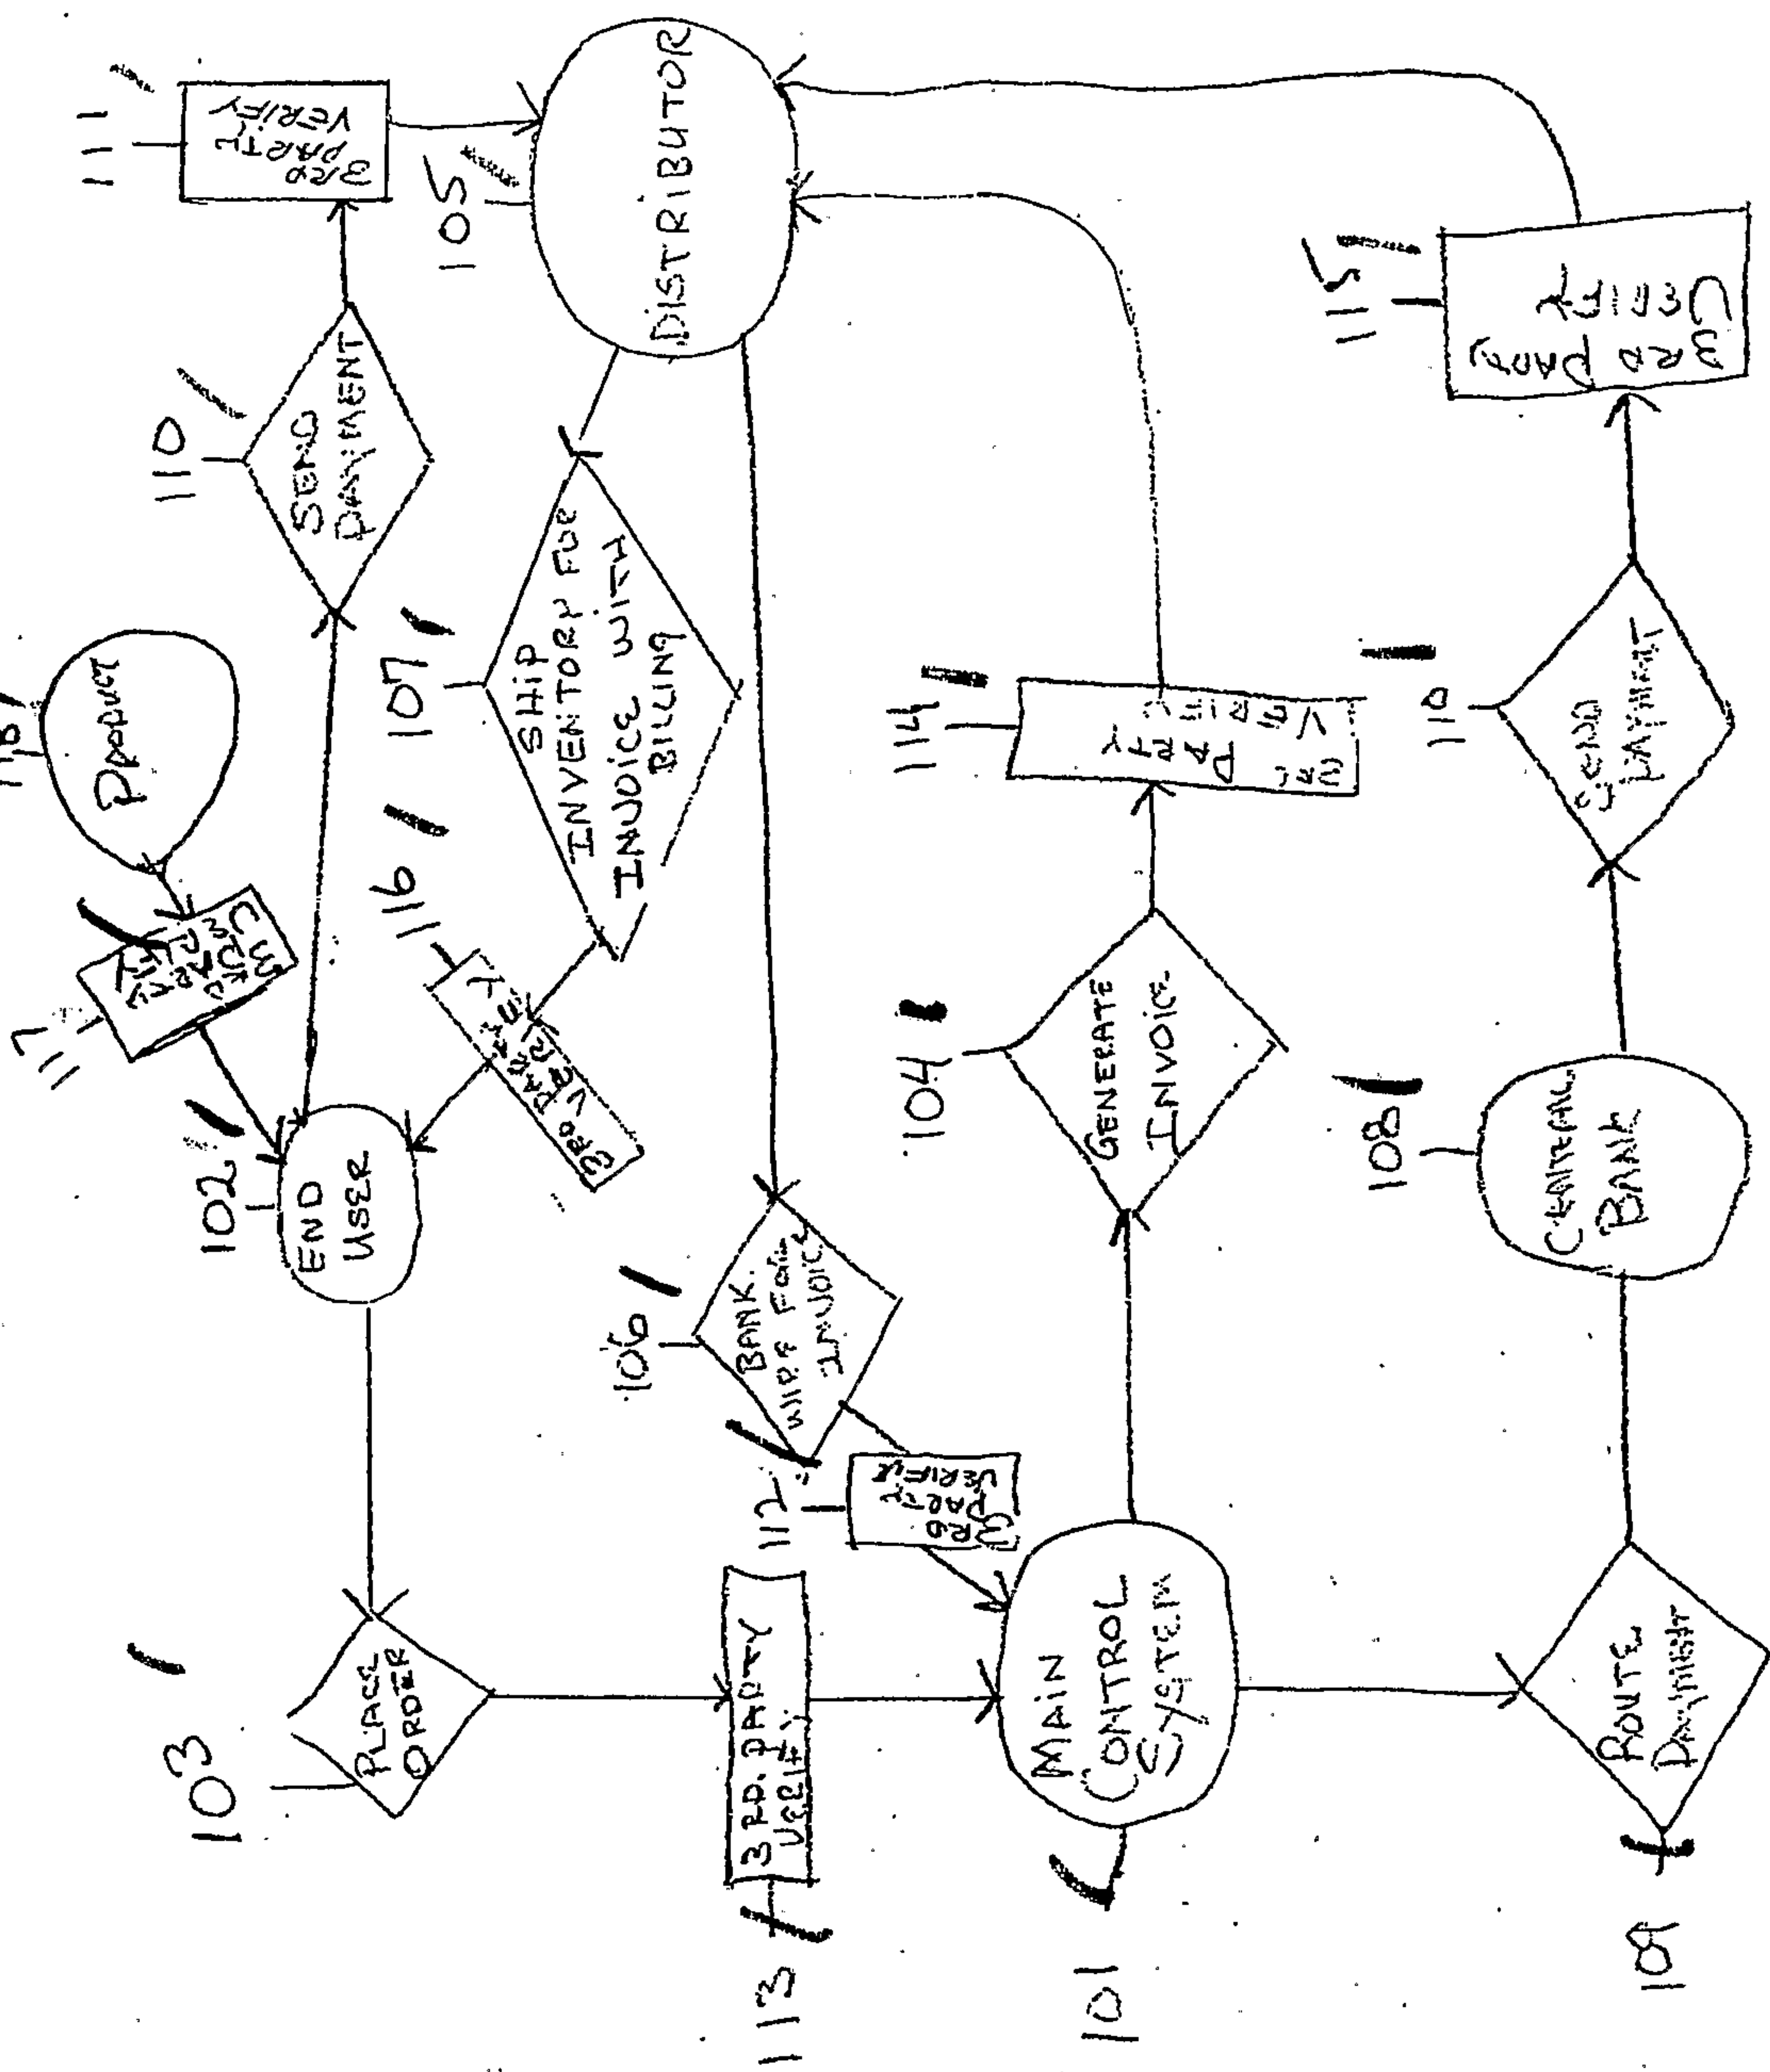 103
PLACE
ORDER
113
3RD. PARTY
VERIFY
101
MAIN
CONTROL
SYSTEM
109
ROUTE
PAYMENT
102
END
USER
117
118
PRODUCT
116
3RD PARTY
VERIFY
106
BANK
WIRE FOR
INVOICE
112
3RD
PARTY
VERIFY
104
GENERATE
INVOICE
108
CENTRAL
BANK
107
SHIP
INVENTORY FOR
INVOICE WITH
BILLING
110
SEND
PAYMENT
111
3RD
PARTY
VERIFY
105
DISTRIBUTOR
114
3RD
PARTY
VERIFY
110
SEND
PAYMENT
115
3RD PARTY
VERIFY